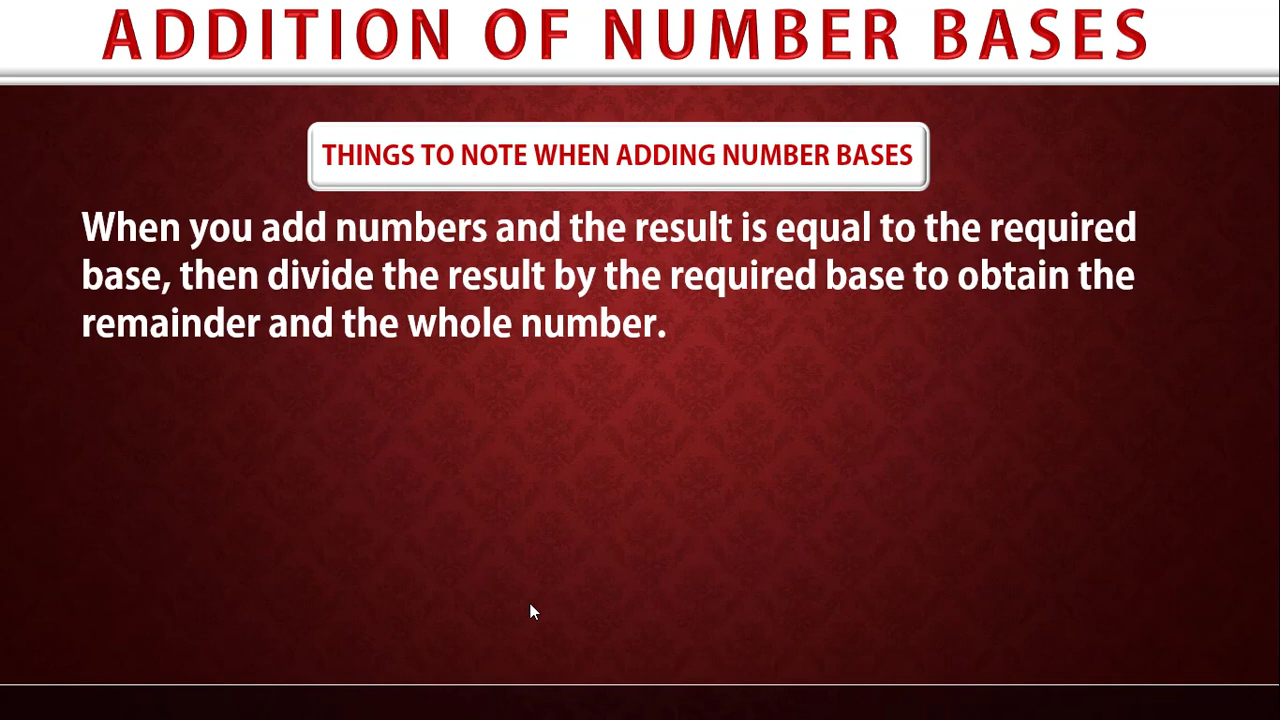 ADDITION OF NUMBER BASES
THINGS TO NOTE WHEN ADDING NUMBER BASES
When you add numbers and the result is equal to the required
base, then divide the result by the required base to obtain the
remainder and the whole number.